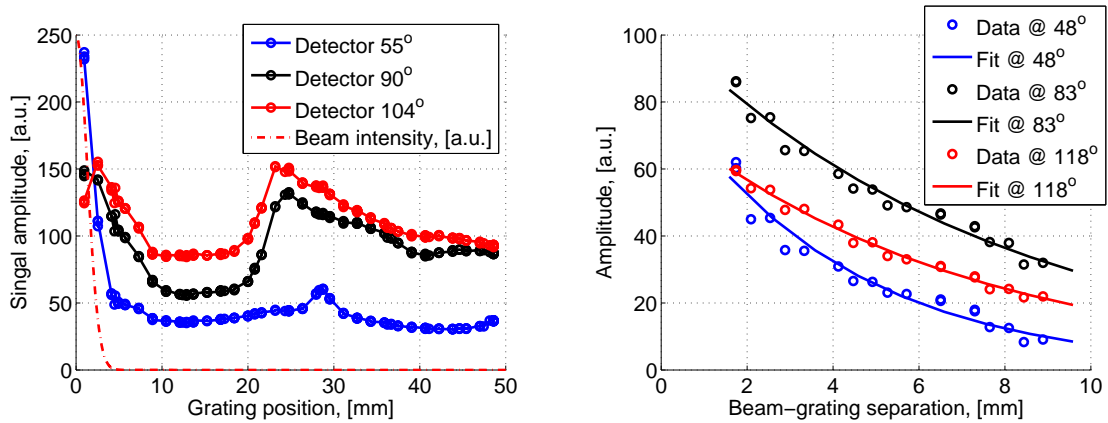 250
200
150
100
50
0
Singal amplitude, [a.u.]
0 10 20 30 40 50
Grating position, [mm]
Detector 55°
Detector 90°
Detector 104°
Beam intensity, [a.u.]
100
80
60
40
20
0
Amplitude, [a.u.]
0 2 4 6 8 10
Beam−grating separation, [mm]
Data @ 48°
Fit @ 48°
Data @ 83°
Fit @ 83°
Data @ 118°
Fit @ 118°